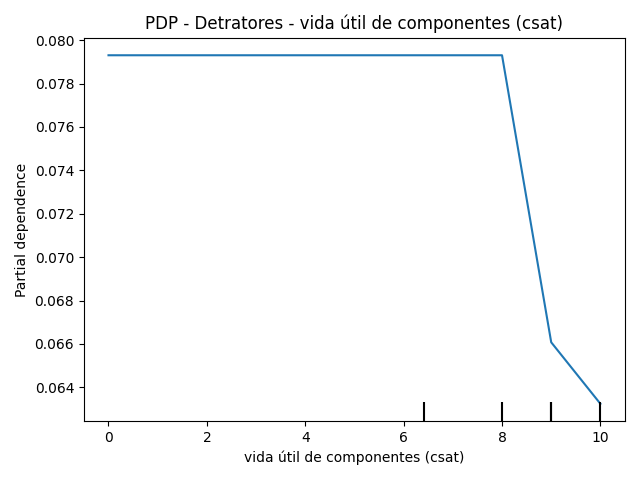 PDP - Detratores - vida útil de componentes (csat)
0.080
0.078
0.076
0.074
0.072
0.070
0.068
0.066
0.064
Partial dependence
0 2 4 6 8 10
vida útil de componentes (csat)